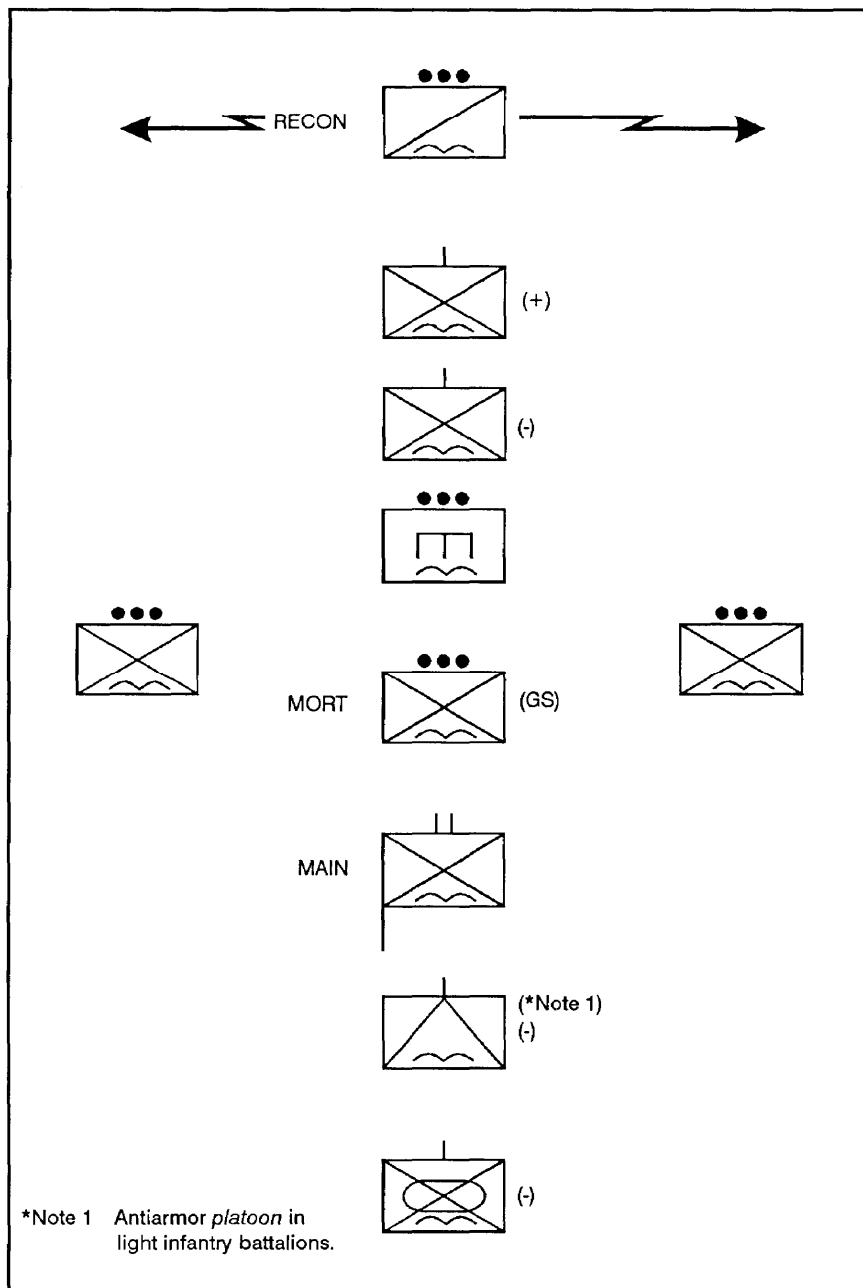 RECON
(+)
(-)
MORT (GS)
MAIN
(*Note 1)
(-)
(-)
*Note 1 Antiarmor platoon in
light infantry battalions.